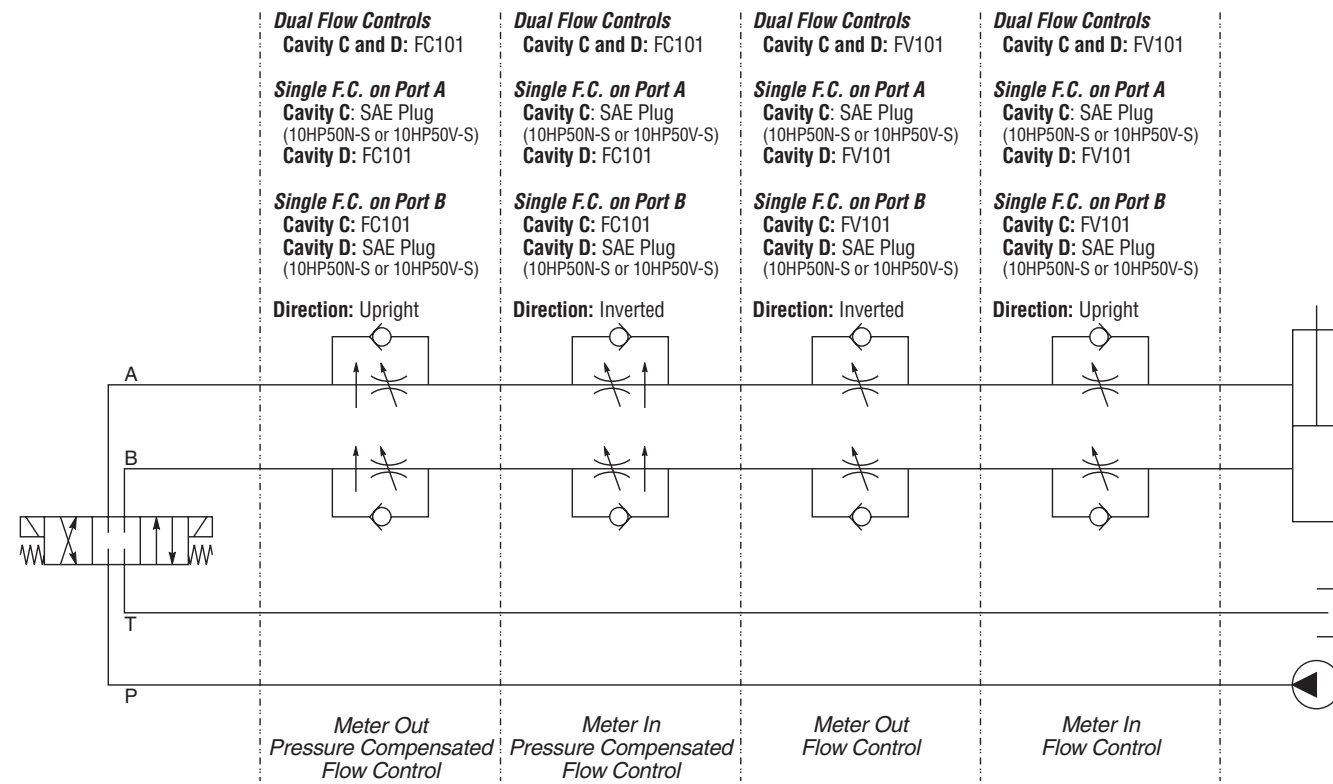 Dual Flow Controls
Cavity C and D: FC101
Single F.C. on Port A
Cavity C: SAE Plug
(10HP50N-S or 10HP50V-S)
Cavity D: FC101
Single F.C. on Port B
Cavity C: FC101
Cavity D: SAE Plug
(10HP50N-S or 10HP50V-S)
Direction: Upright
Dual Flow Controls
Cavity C and D: FC101
Single F.C. on Port A
Cavity C: SAE Plug
(10HP50N-S or 10HP50V-S)
Cavity D: FC101
Single F.C. on Port B
Cavity C: FC101
Cavity D: SAE Plug
(10HP50N-S or 10HP50V-S)
Direction: Inverted
Dual Flow Controls
Cavity C and D: FV101
Single F.C. on Port A
Cavity C: SAE Plug
(10HP50N-S or 10HP50V-S)
Cavity D: FV101
Single F.C. on Port B
Cavity C: FV101
Cavity D: SAE Plug
(10HP50N-S or 10HP50V-S)
Direction: Inverted
Dual Flow Controls
Cavity C and D: FV101
Single F.C. on Port A
Cavity C: SAE Plug
(10HP50N-S or 10HP50V-S)
Cavity D: FV101
Single F.C. on Port B
Cavity C: FV101
Cavity D: SAE Plug
(10HP50N-S or 10HP50V-S)
Direction: Upright
A
B
T
P
Meter Out
Pressure Compensated
Flow Control
Meter In
Pressure Compensated
Flow Control
Meter Out
Flow Control
Meter In
Flow Control